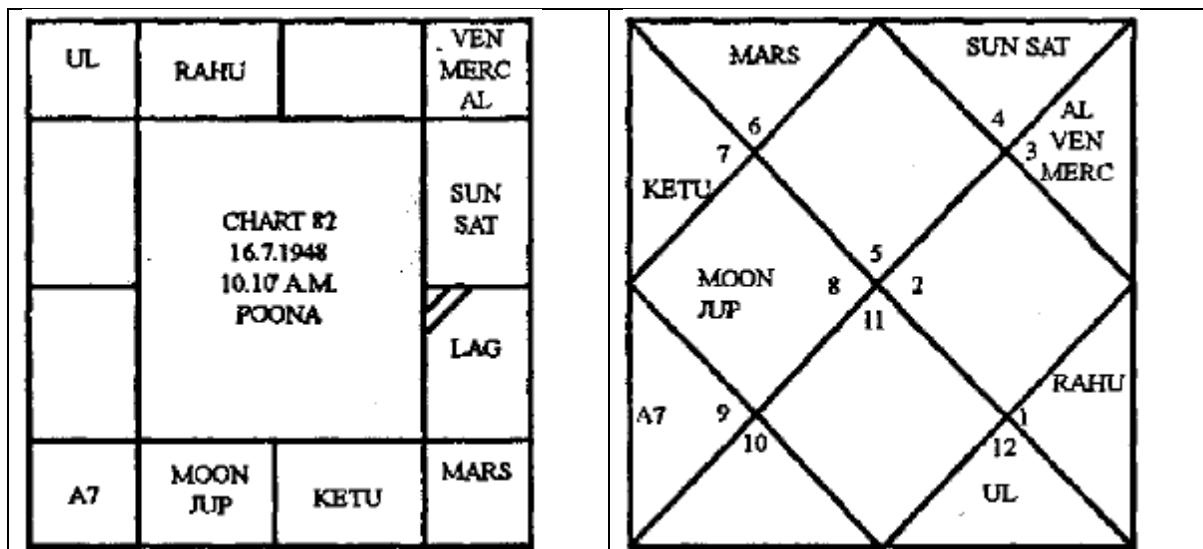 UL
RAHU
VEN
MERC
AL
SUN
SAT
CHART 82
16.7.1948
10.10 A.M.
POONA
LAG
A7
MOON
JUP
KETU
MARS
MARS
SUN SAT
6
4
AL
VEN
MERC
7
3
KETU
5
MOON
JUP
8
2
11
RAHU
A7
9
1
10
12
UL